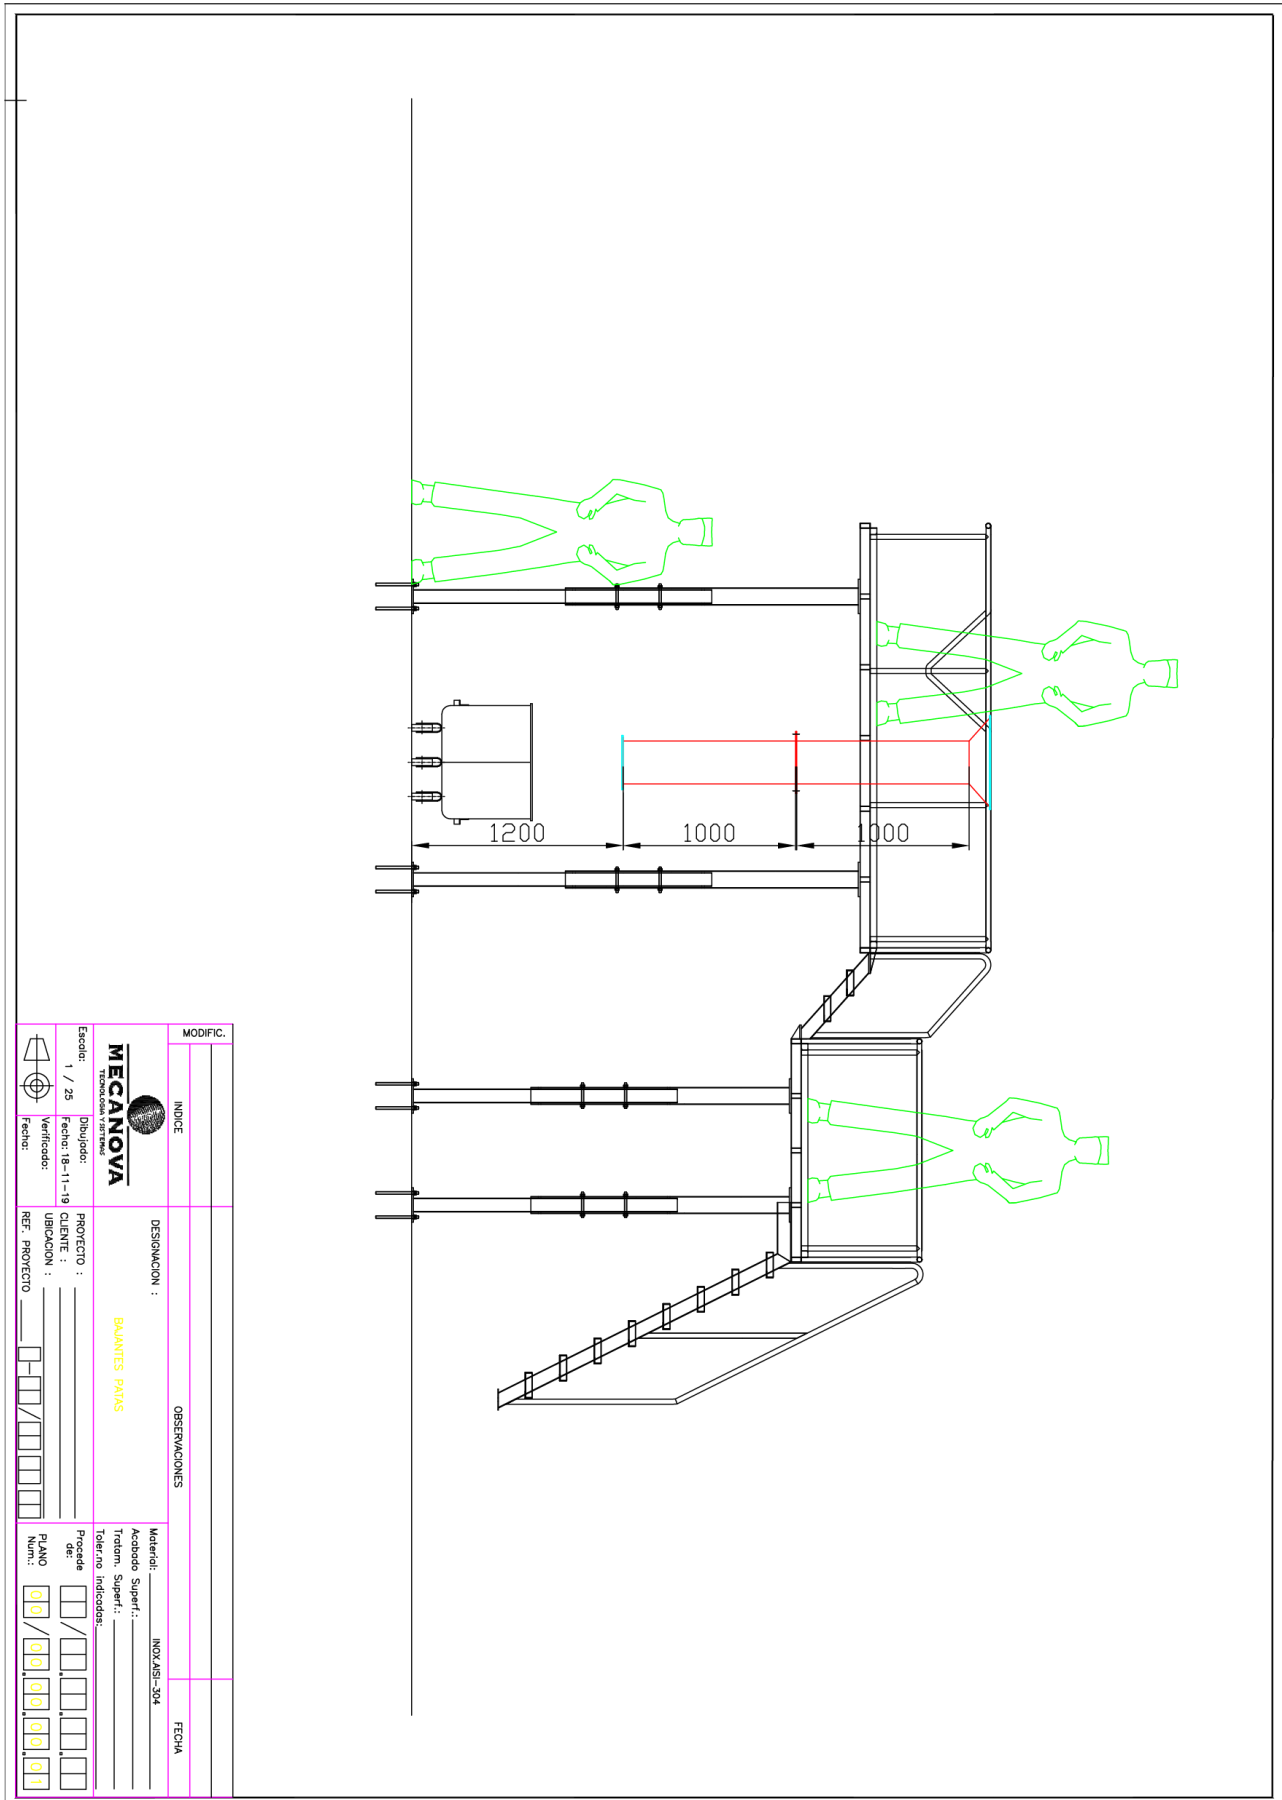 1200
1000
1000
MODIFIC.
INDICE
OBSERVACIONES
FECHA
MECANOVA
TECNOLOGIA Y SISTEMAS
DESIGNACION :
BAJANTES PATAS
Material: INOX.AISI-304
Acabado Superf.:
Tratam. Superf.:
Toler.no indicadas:
Escala:
1 / 25
Dibujado:
Fecha: 18-11-19
Verificado:
Fecha:
PROYECTO :
CLIENTE :
UBICACION :
REF. PROYECTO
Procede
de:
PLANO
Num.:
00/00.00.00.01